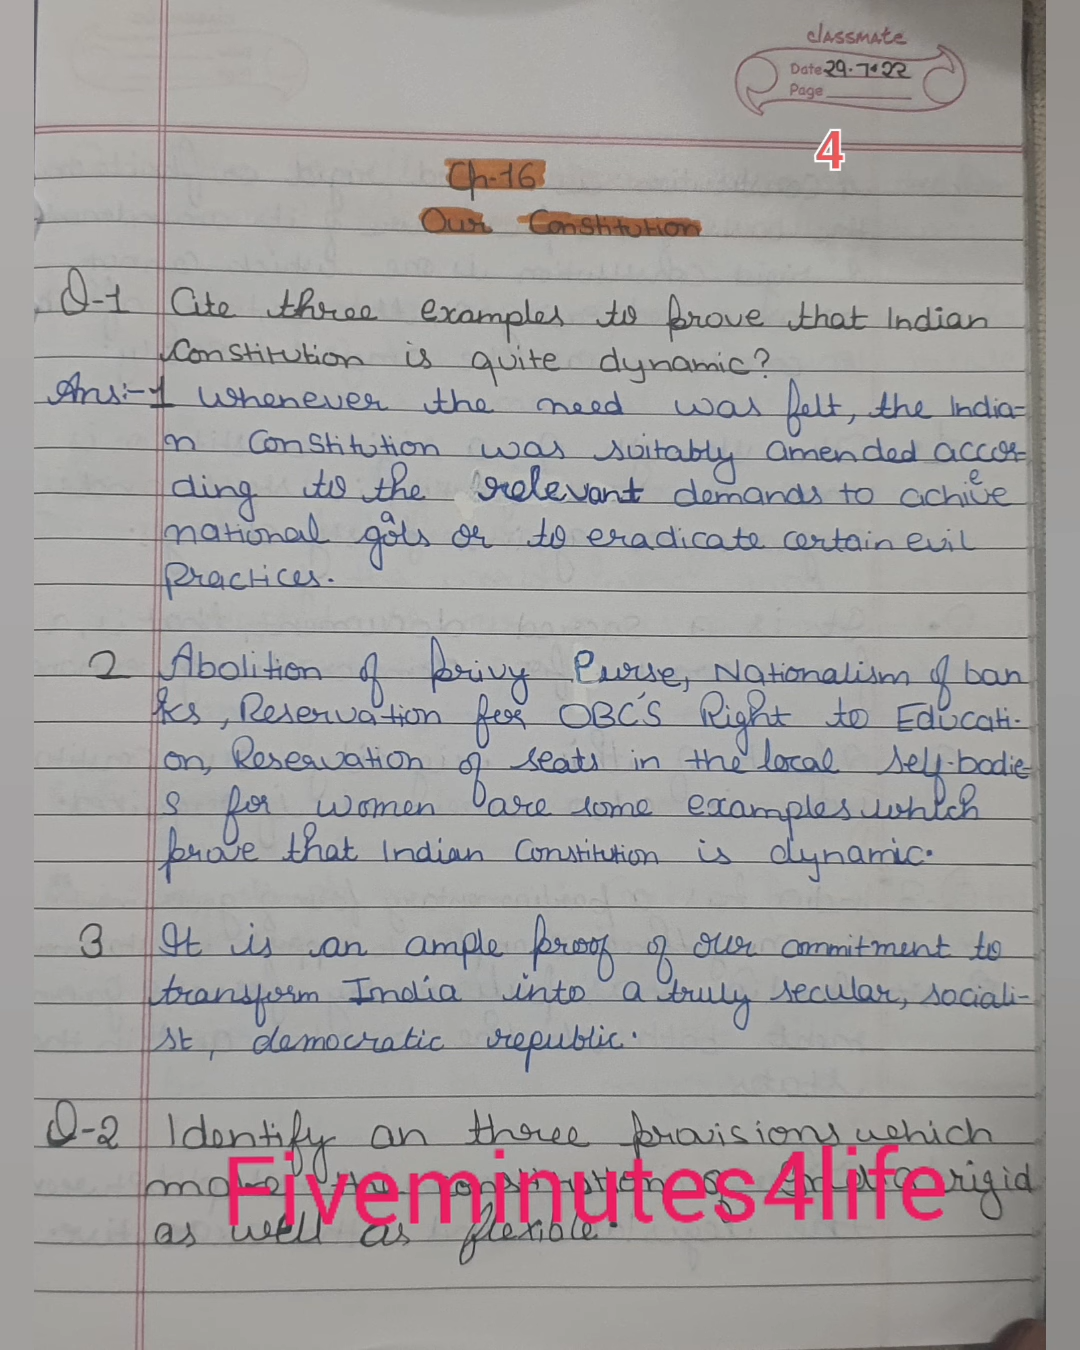 classmate
Date 29.7.22
Page
4
Ch-16
Our Constitution
Q-1 Cite three examples to prove that Indian
Constitution is quite dynamic?
Ans:-1 Whenever the need was felt, the India=
n Constitution was suitably amended accor-
ding to the relevant demands to achieve
national goals or to eradicate certain evil
practices.
2 Abolition of privy Purse, Nationalism of ban
ks, Reservation for OBC'S Right to Educati-
on, Reservation of seats in the local self-bodie
s for women are some examples which
prove that Indian Constitution is dynamic.
3 It is an ample proof of our commitment to
transform India into a truly secular, sociali-
st, democratic republic.
Q-2 Identify an three provisions which
rigid
as well as flexible.
Fiveminutes4life